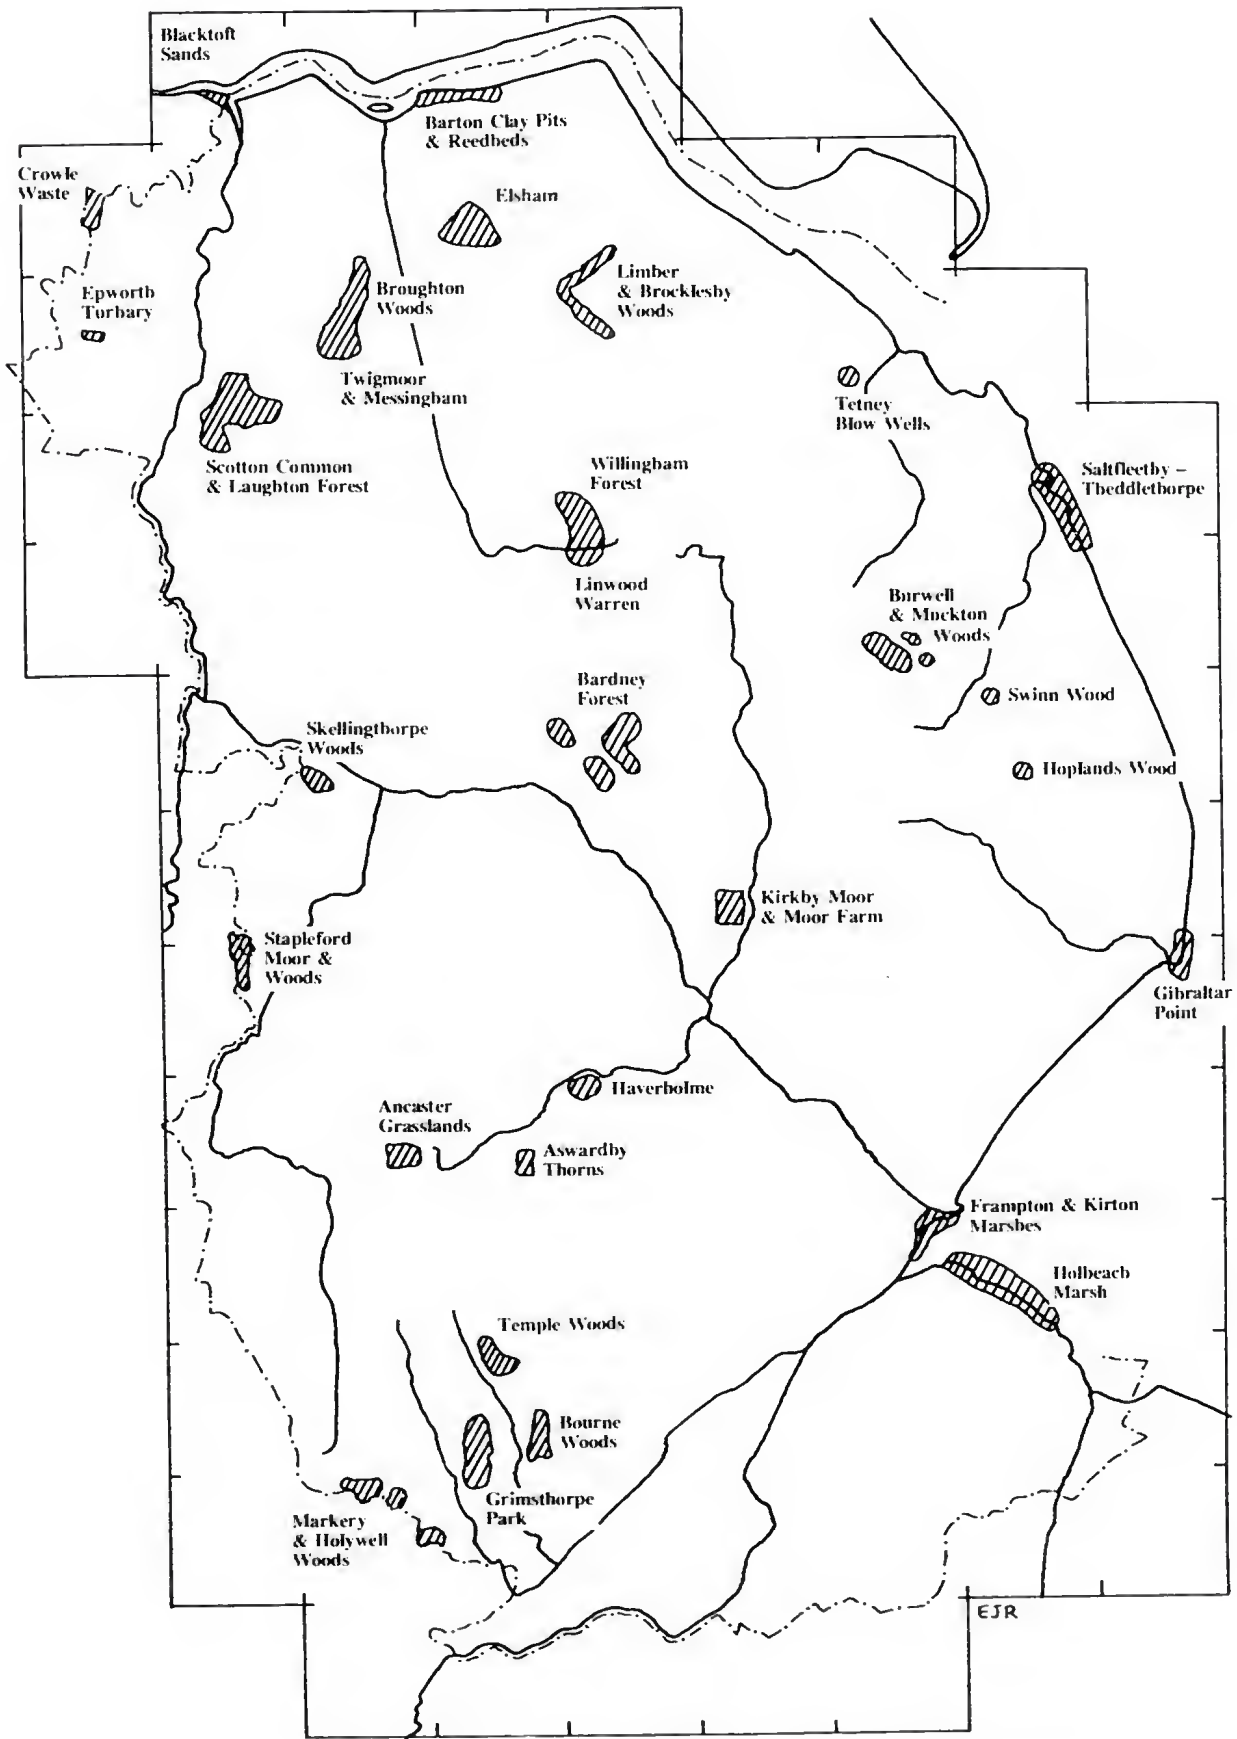 Blacktoft
Sands
Barton Clay Pits
& Reedbeds
Crowle
Waste
Elsham
Limber
& Brocklesby
Woods
Epworth
Turbary
Broughton
Woods
Twigmoor
& Messingham
Tetney
Blow Wells
Scotton Common
& Laughton Forest
Willingham
Forest
Saltfleetby –
Theddlethorpe
Linwood
Warren
Burwell
& Muckton
Woods
Bardney
Forest
Swinn Wood
Skellingthorpe
Woods
Hoplands Wood
Kirkby Moor
& Moor Farm
Stapleford
Moor &
Woods
Gibraltar
Point
Haverholme
Ancaster
Grasslands
Aswardby
Thorns
Frampton & Kirton
Marshes
Holbeach
Marsh
Temple Woods
Bourne
Woods
Grimsthorpe
Park
Markery
& Holywell
Woods
EJR